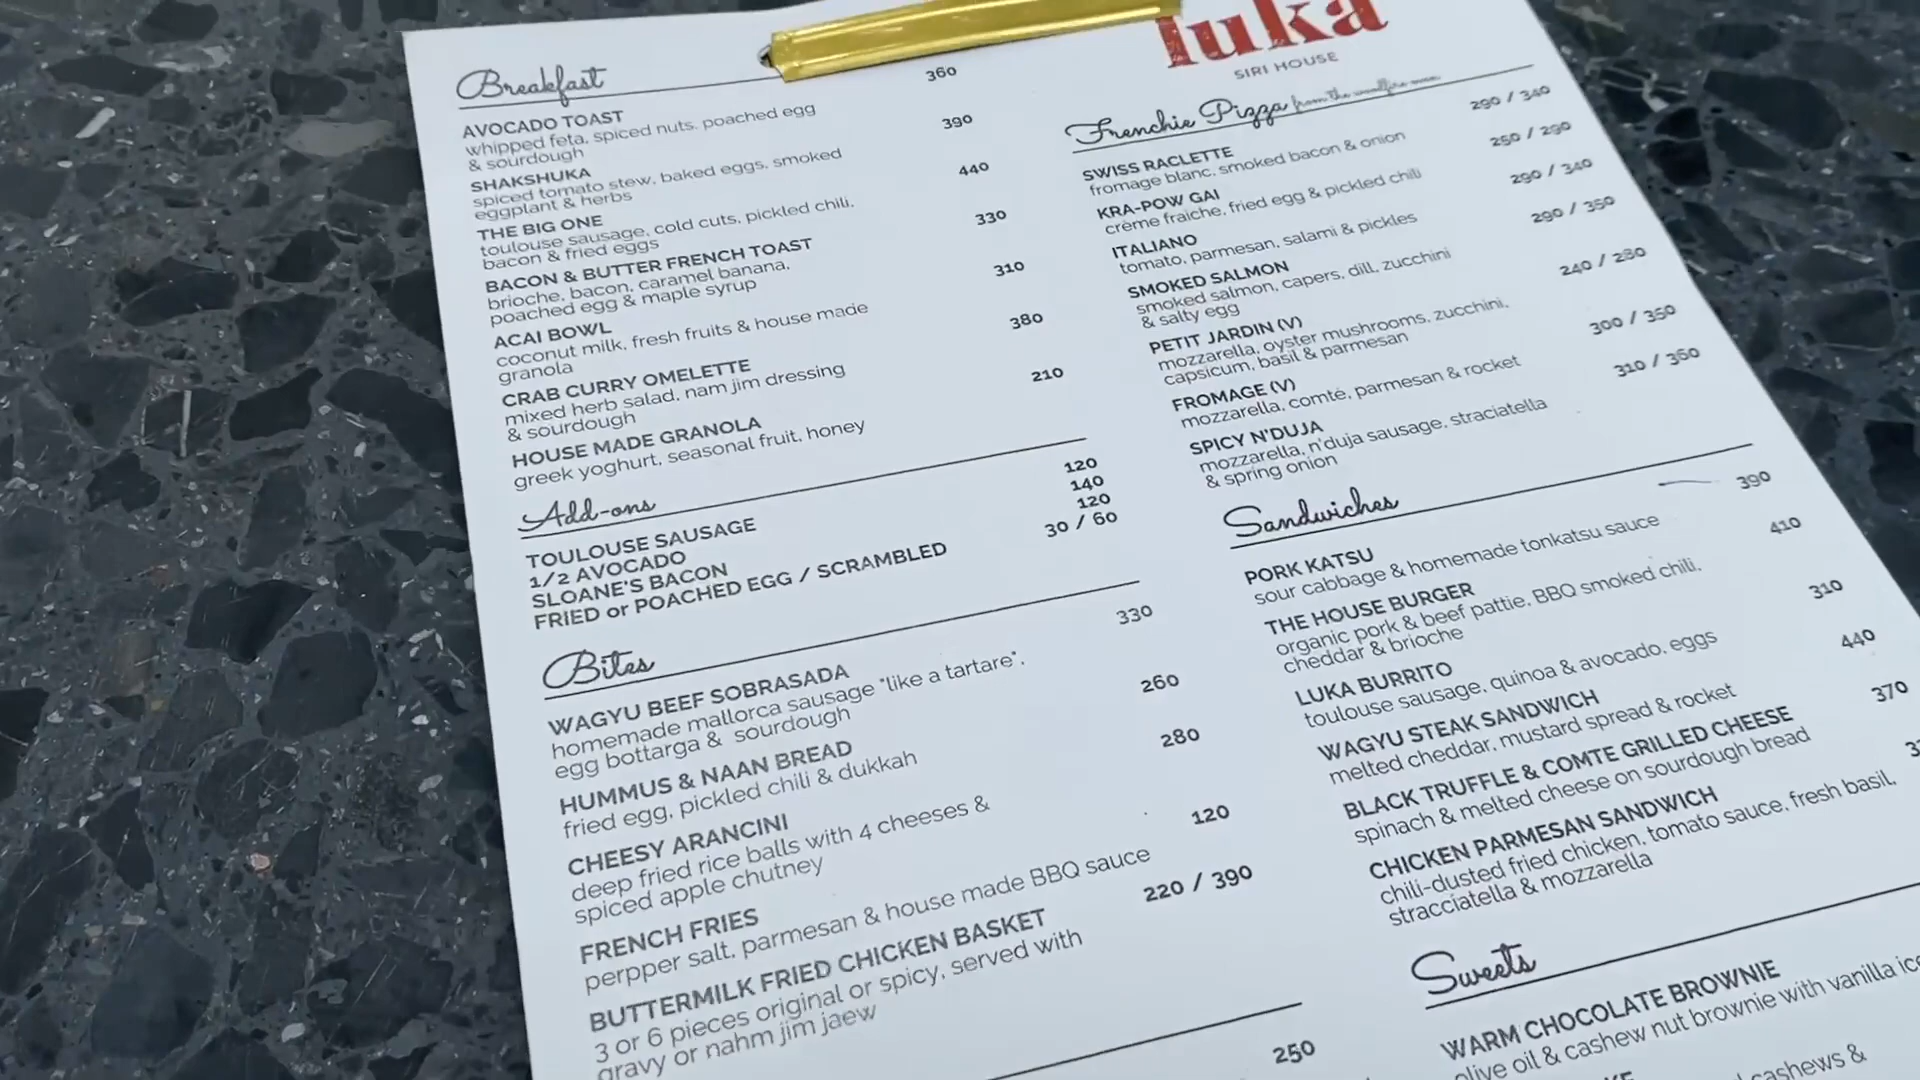 Breakfast
AVOCADO TOAST 360
whipped feta, spiced nuts, poached egg
& sourdough
SHAKSHUKA 390
spiced tomato stew, baked eggs, smoked
eggplant & herbs
THE BIG ONE 440
toulouse sausage, cold cuts, pickled chili,
bacon & fried eggs
BACON & BUTTER FRENCH TOAST 330
brioche, bacon, caramel banana,
poached egg & maple syrup
ACAI BOWL 310
coconut milk, fresh fruits & house made
granola
CRAB CURRY OMELETTE 380
mixed herb salad, nam jim dressing
& sourdough
HOUSE MADE GRANOLA 210
greek yoghurt, seasonal fruit, honey
Add-ons
TOULOUSE SAUSAGE 120
1/2 AVOCADO 140
SLOANE'S BACON 120
FRIED or POACHED EGG / SCRAMBLED 30 / 60
Bites
WAGYU BEEF SOBRASADA 330
homemade mallorca sausage "like a tartare",
egg bottarga & sourdough
HUMMUS & NAAN BREAD 260
fried egg, pickled chili & dukkah
CHEESY ARANCINI 280
deep fried rice balls with 4 cheeses &
spiced apple chutney
FRENCH FRIES 120
perpper salt, parmesan & house made BBQ sauce
BUTTERMILK FRIED CHICKEN BASKET 220 / 390
3 or 6 pieces original or spicy, served with
gravy or nahm jim jaew
250
luka
SIRI HOUSE
Frenchie Pizza from the woodfire oven
SWISS RACLETTE 290 / 340
fromage blanc, smoked bacon & onion
KRA-POW GAI 250 / 290
crème fraiche, fried egg & pickled chili
ITALIANO 290 / 340
tomato, parmesan, salami & pickles
SMOKED SALMON 290 / 350
smoked salmon, capers, dill, zucchini
& salty egg
PETIT JARDIN (V) 240 / 280
mozzarella, oyster mushrooms, zucchini,
capsicum, basil & parmesan
FROMAGE (V) 300 / 350
mozzarella, comté, parmesan & rocket
SPICY N'DUJA 310 / 360
mozzarella, n'duja sausage, straciatella
& spring onion
Sandwiches
PORK KATSU 390
sour cabbage & homemade tonkatsu sauce
THE HOUSE BURGER 410
organic pork & beef pattie, BBQ smoked chili,
cheddar & brioche
LUKA BURRITO 310
toulouse sausage, quinoa & avocado, eggs
WAGYU STEAK SANDWICH 440
melted cheddar, mustard spread & rocket
BLACK TRUFFLE & COMTE GRILLED CHEESE 370
spinach & melted cheese on sourdough bread
CHICKEN PARMESAN SANDWICH
chili-dusted fried chicken, tomato sauce, fresh basil,
stracciatella & mozzarella
Sweets
WARM CHOCOLATE BROWNIE
olive oil & cashew nut brownie with vanilla ice
cashews &